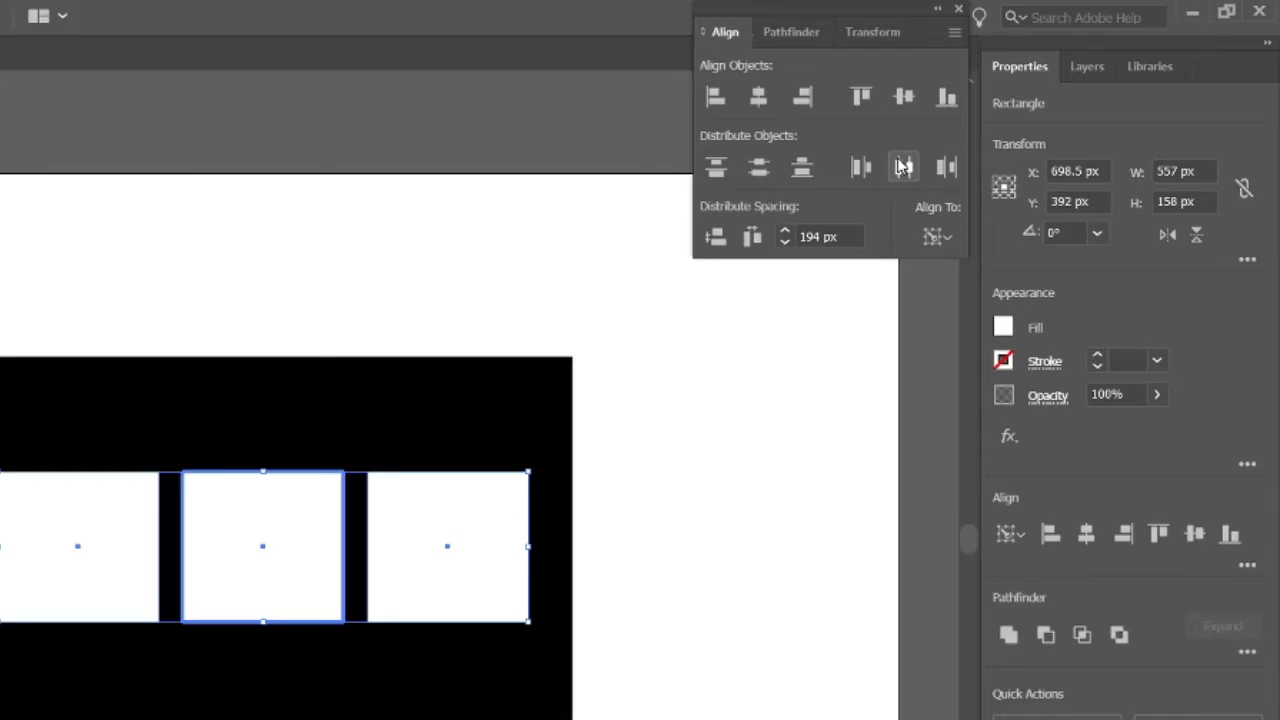 Search Adobe Help
Align Pathfinder Transform
Properties Layers Libraries
Align Objects:
Rectangle
Distribute Objects:
Transform
X: 698.5 px W: 557 px
Y: 392 px H: 158 px
Distribute Spacing: Align To:
0°
194 px
Appearance
Fill
Stroke
Opacity 100%
fx.
Align
Pathfinder
Expand
Quick Actions